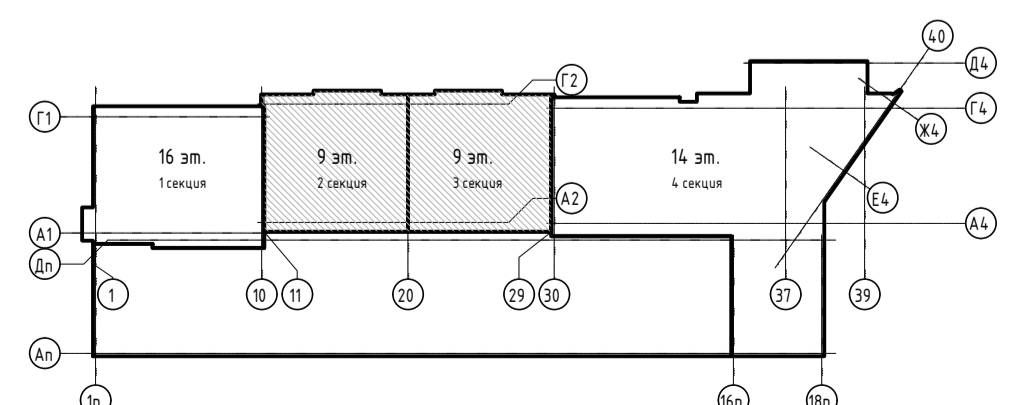 40
Г2
Д4
Г1
Г4
Ж4
16 эт.
9 эт.
9 эт.
14 эт.
1 секция
2 секция
3 секция
4 секция
А2
Е4
А1
А4
Дп
1
10
11
20
29
30
37
39
Ап
1п
16п
18п